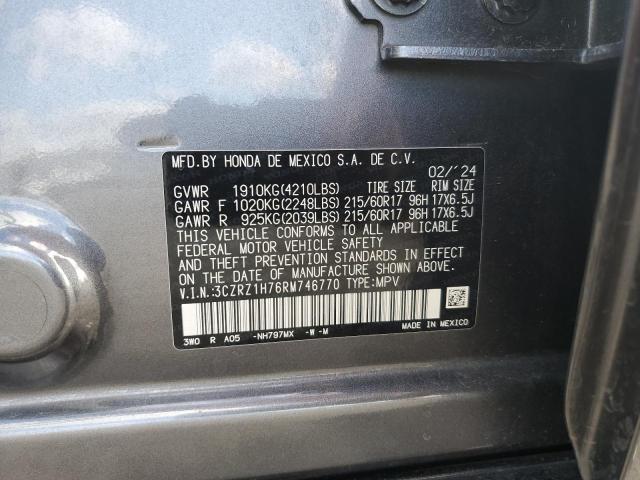 MFD.BY HONDA DE MEXICO S.A. DE C.V.
02/'24
GVWR 1910KG(4210LBS) TIRE SIZE RIM SIZE
GAWR F 1020KG(2248LBS) 215/60R17 96H 17X6.5J
GAWR R 925KG(2039LBS) 215/60R17 96H 17X6.5J
THIS VEHICLE CONFORMS TO ALL APPLICABLE
FEDERAL MOTOR VEHICLE SAFETY, BUMPER,
AND THEFT PREVENTION STANDARDS IN EFFECT
ON THE DATE OF MANUFACTURE SHOWN ABOVE.
V.I.N.:3CZRZ1H76RM746770 TYPE:MPV
3W0 R A05 -NH797MX -W -M MADE IN MEXICO